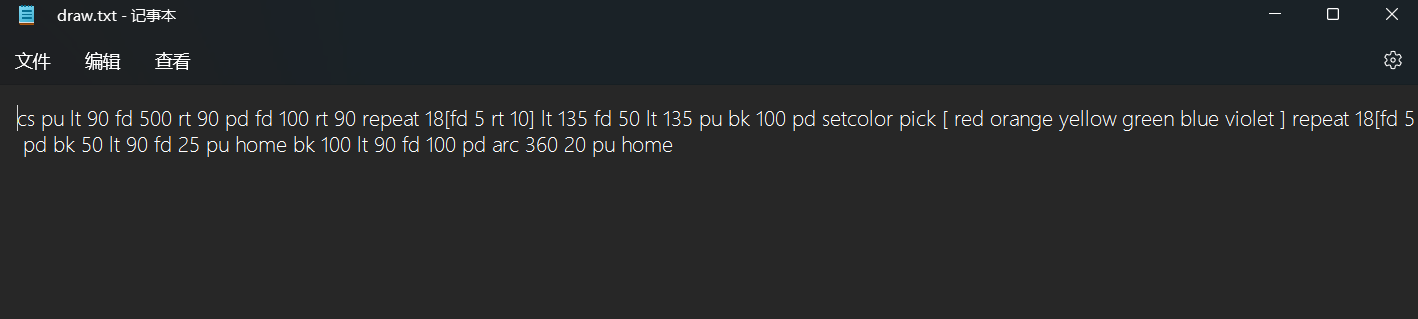 draw.txt - 记事本
文件 编辑 查看
cs pu lt 90 fd 500 rt 90 pd fd 100 rt 90 repeat 18[fd 5 rt 10] lt 135 fd 50 lt 135 pu bk 100 pd setcolor pick [ red orange yellow green blue violet ] repeat 18[fd 5
pd bk 50 lt 90 fd 25 pu home bk 100 lt 90 fd 100 pd arc 360 20 pu home